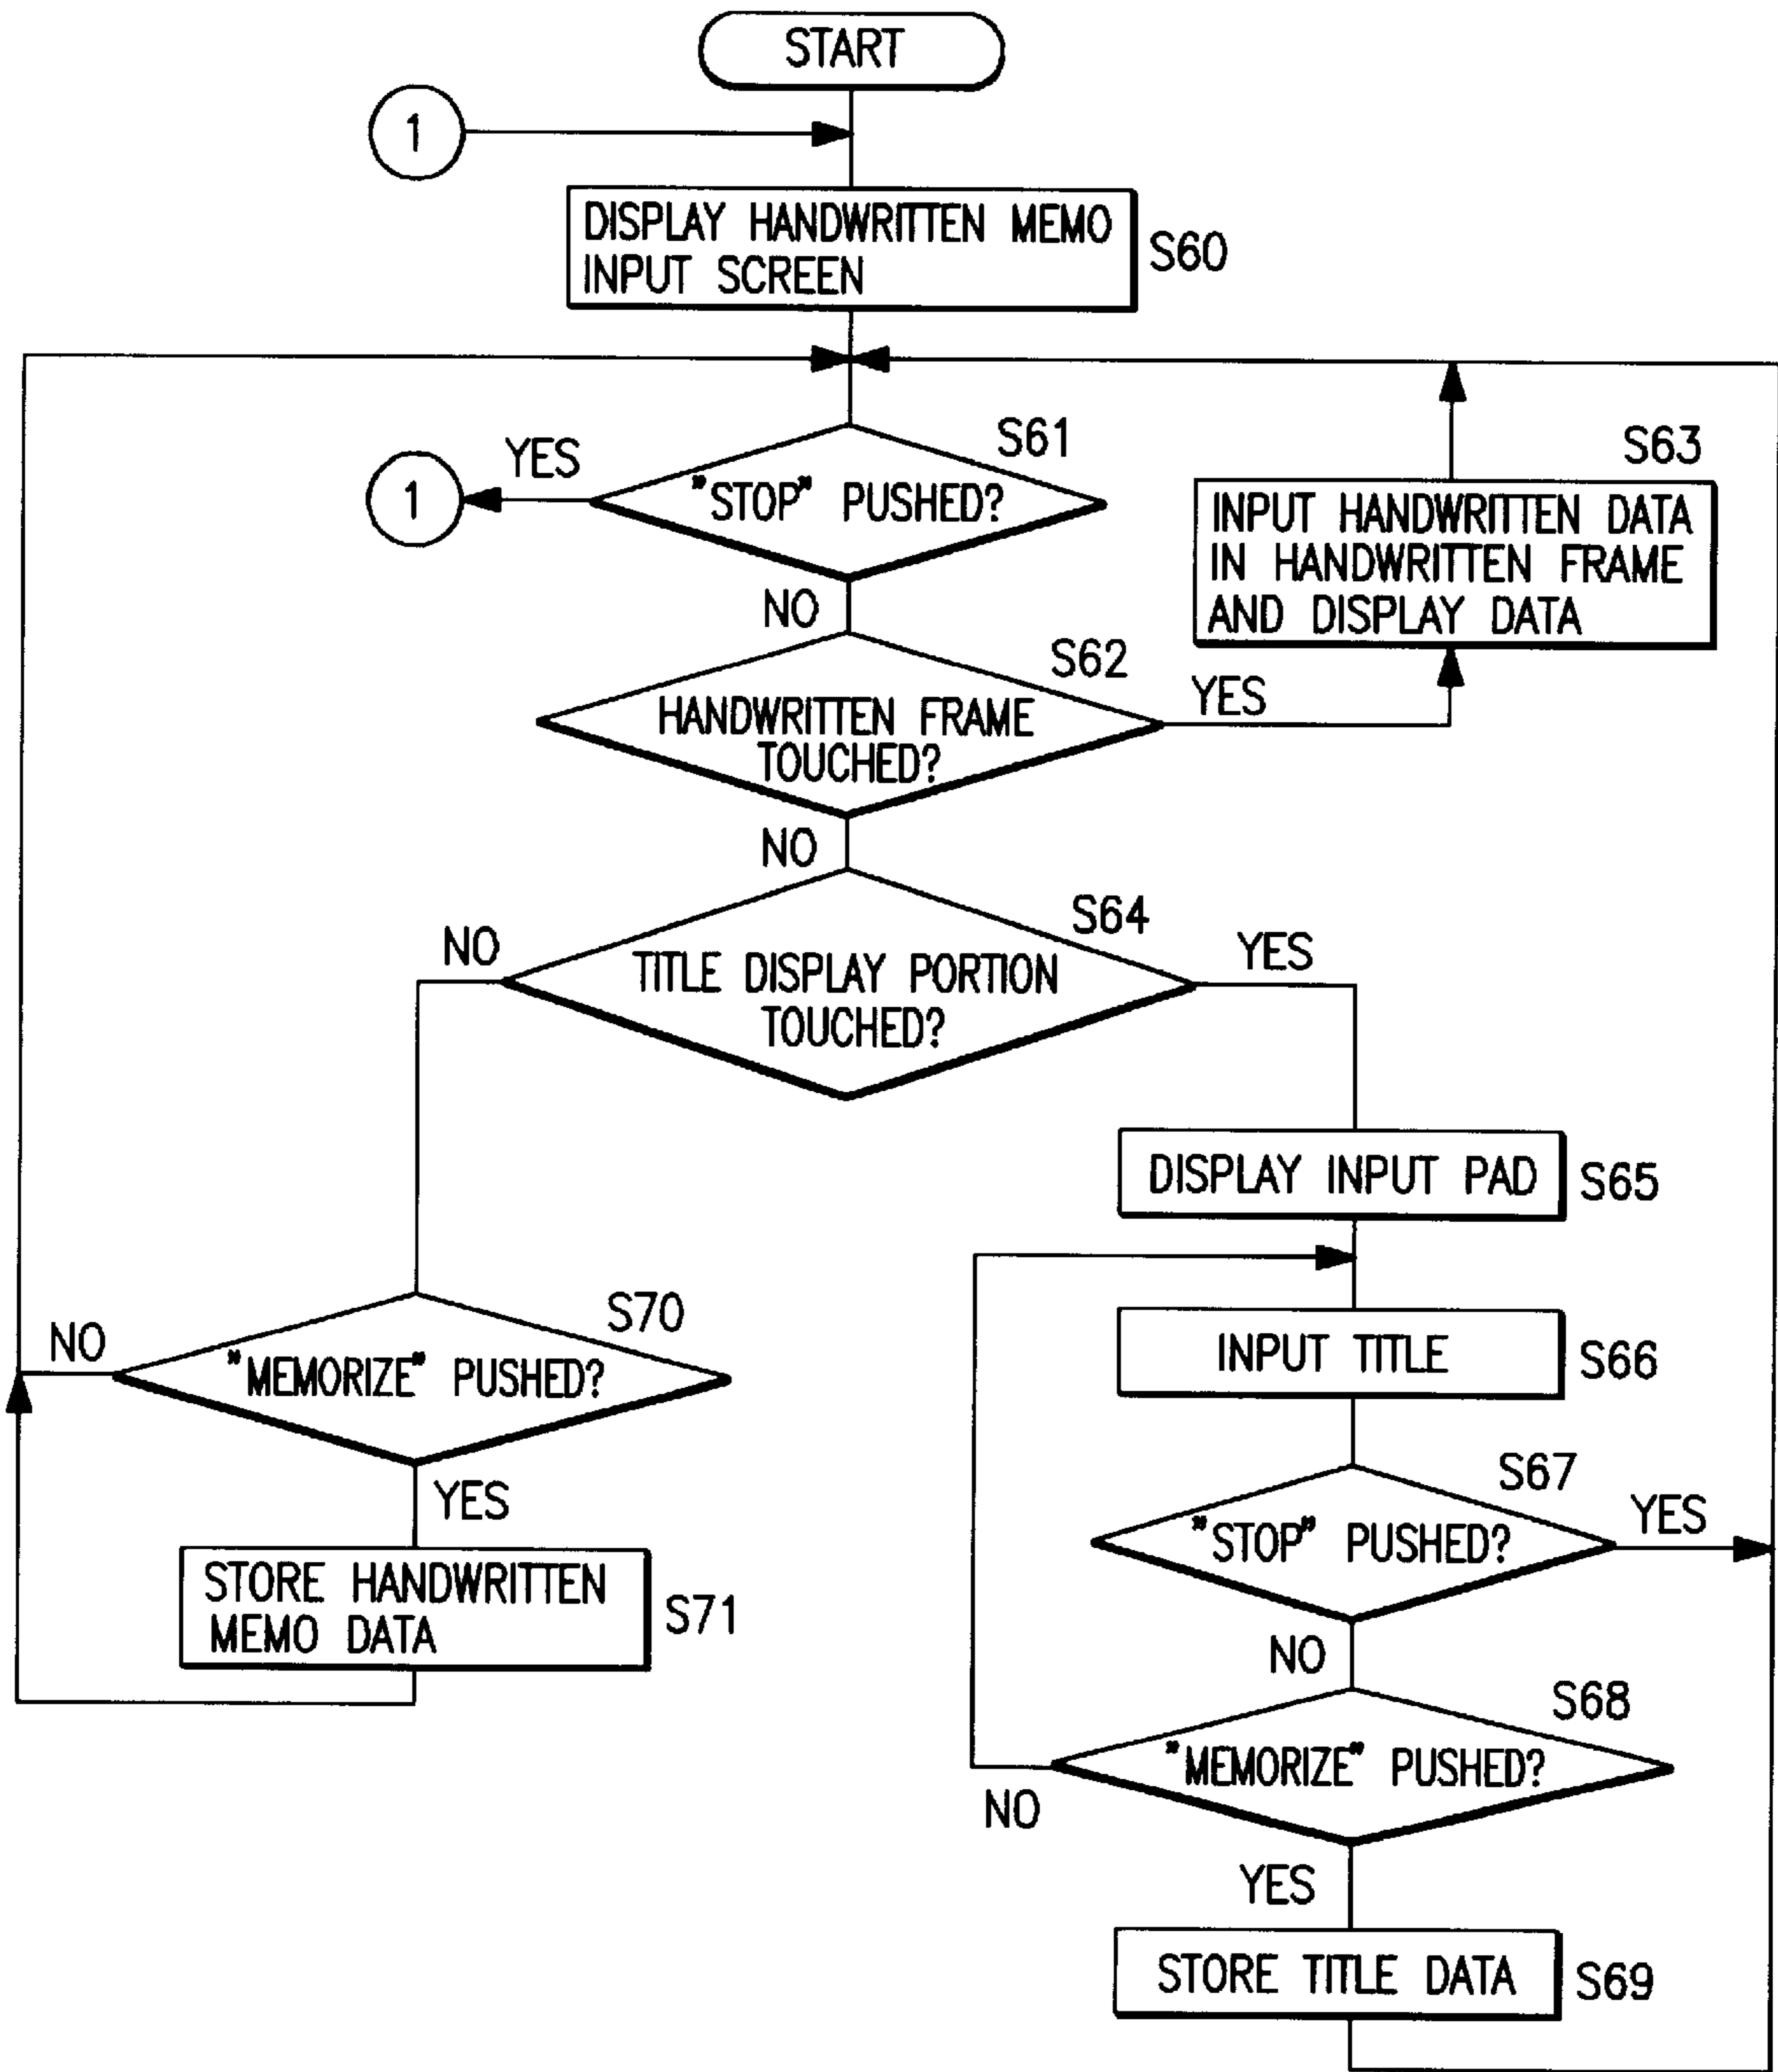 START
1
DISPLAY HANDWRITTEN MEMO
INPUT SCREEN
S60
S61
YES
1
"STOP" PUSHED?
NO
S63
INPUT HANDWRITTEN DATA
IN HANDWRITTEN FRAME
AND DISPLAY DATA
S62
YES
HANDWRITTEN FRAME
TOUCHED?
NO
S64
NO
YES
TITLE DISPLAY PORTION
TOUCHED?
DISPLAY INPUT PAD
S65
INPUT TITLE
S66
S70
NO
"MEMORIZE" PUSHED?
YES
STORE HANDWRITTEN
MEMO DATA
S71
S67
"STOP" PUSHED?
YES
NO
S68
"MEMORIZE" PUSHED?
NO
YES
STORE TITLE DATA
S69